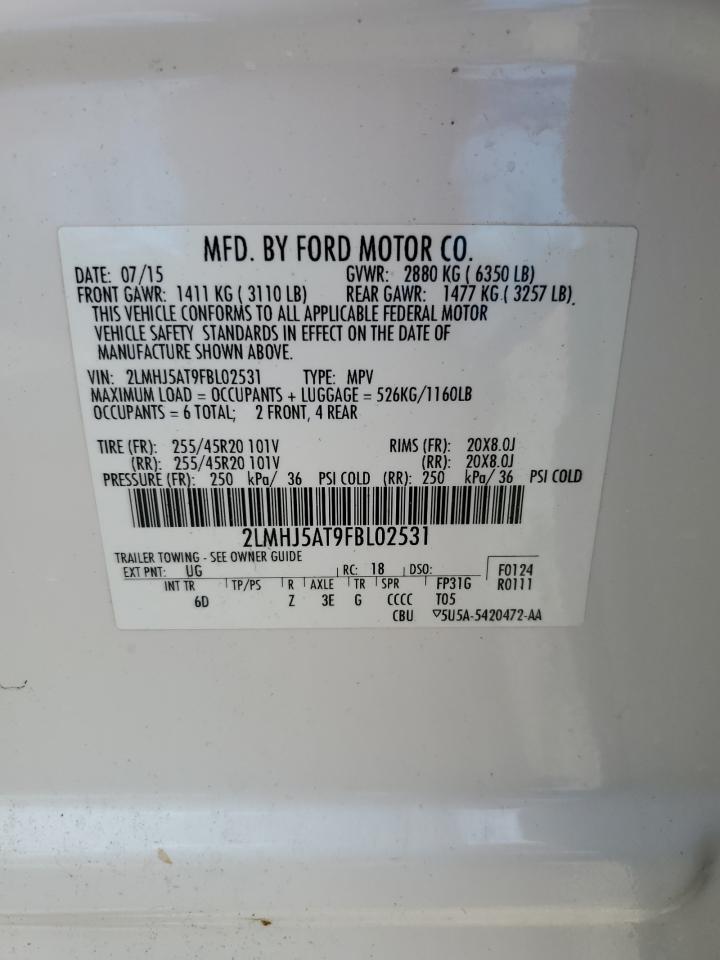 MFD. BY FORD MOTOR CO.
DATE: 07/15 GVWR: 2880 KG ( 6350 LB)
FRONT GAWR: 1411 KG ( 3110 LB) REAR GAWR: 1477 KG ( 3257 LB).
THIS VEHICLE CONFORMS TO ALL APPLICABLE FEDERAL MOTOR
VEHICLE SAFETY STANDARDS IN EFFECT ON THE DATE OF
MANUFACTURE SHOWN ABOVE.
VIN: 2LMHJ5AT9FBL02531 TYPE: MPV
MAXIMUM LOAD = OCCUPANTS + LUGGAGE = 526KG/1160LB
OCCUPANTS = 6 TOTAL; 2 FRONT, 4 REAR
TIRE (FR): 255/45R20 101V RIMS (FR): 20X8.0J
(RR): 255/45R20 101V (RR): 20X8.0J
PRESSURE (FR): 250 kPa/ 36 PSI COLD (RR): 250 kPa/ 36 PSI COLD
2LMHJ5AT9FBL02531
TRAILER TOWING - SEE OWNER GUIDE
EXT PNT: UG RC: 18 DSO: F0124
INT TR TP/PS R AXLE TR SPR FP31G R0111
6D Z 3E G CCCC T05
CBU ▽5U5A-5420472-AA